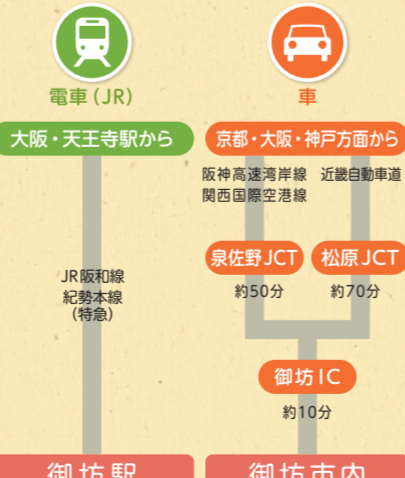 電車(JR)
大阪・天王寺駅から
JR阪和線
紀勢本線
(特急)
御坊駅
車
京都・大阪・神戸方面から
阪神高速湾岸線
関西国際空港線
近畿自動車道
泉佐野JCT
約50分
松原JCT
約70分
御坊IC
約10分
御坊市内